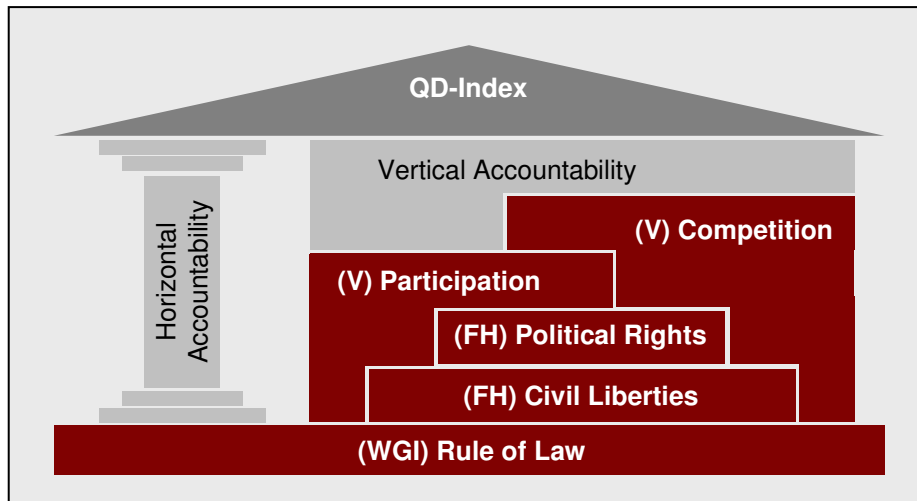 QD-Index
Vertical Accountability
(V) Competition
Horizontal
Accountability
(V) Participation
(FH) Political Rights
(FH) Civil Liberties
(WGI) Rule of Law